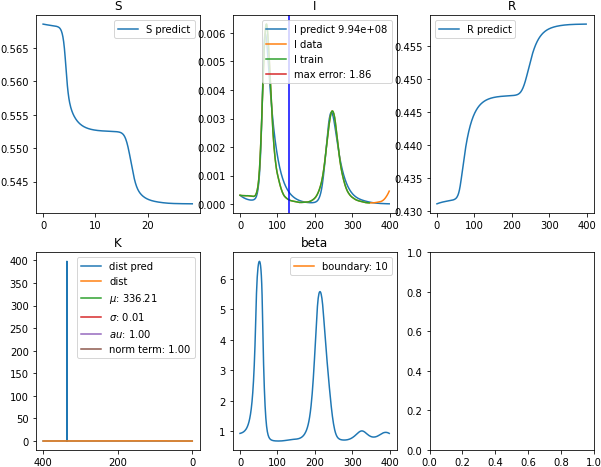 S
S predict
0.565
0.560
0.555
0.550
0.545
0 10 20
I
I predict 9.94e+08
I data
I train
max error: 1.86
0.006
0.005
0.004
0.003
0.002
0.001
0.000
0 100 200 300 400
R
R predict
0.455
0.450
0.445
0.440
0.435
0.430
0 100 200 300 400
K
dist pred
dist
μ: 336.21
σ: 0.01
au: 1.00
norm term: 1.00
400
350
300
250
200
150
100
50
0
400 200 0
beta
boundary: 10
6
5
4
3
2
1
0 100 200 300 400
1.0
0.8
0.6
0.4
0.2
0.0
0.0 0.2 0.4 0.6 0.8 1.0